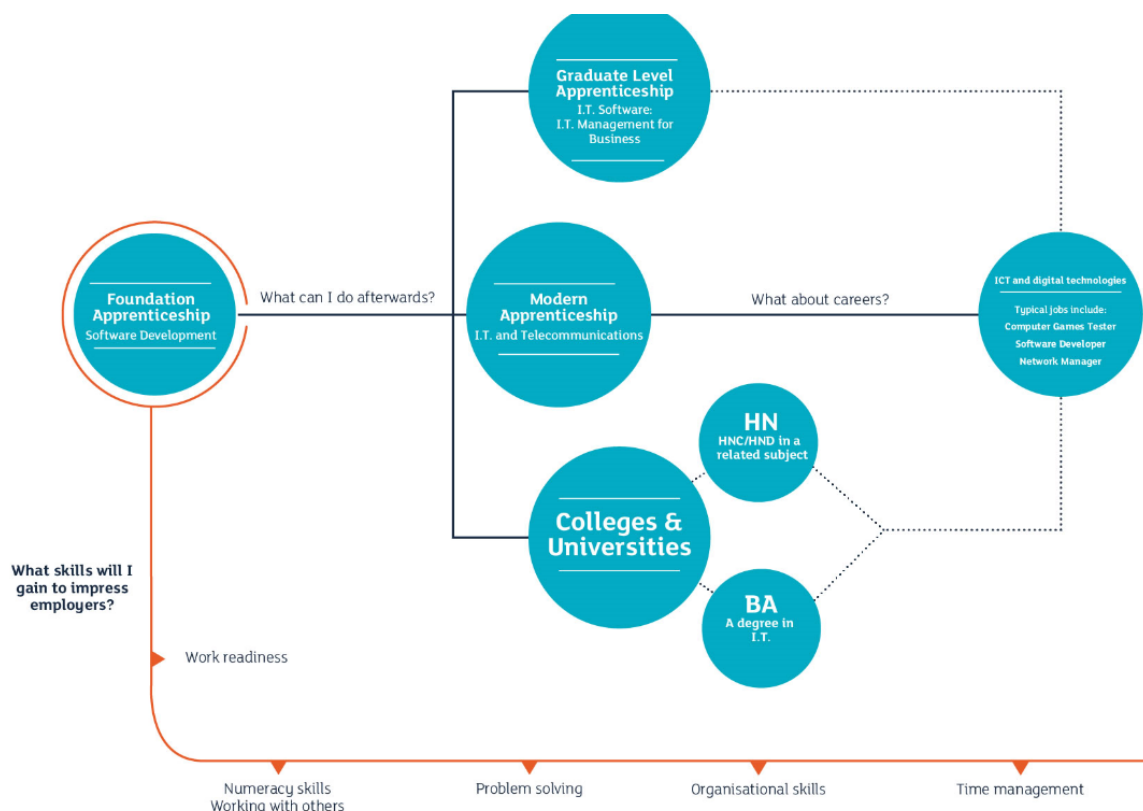 Graduate Level
Apprenticeship
I.T. Software:
I.T. Management for
Business
Foundation
Apprenticeship
Software Development
What can I do afterwards?
Modern
Apprenticeship
I.T. and Telecommunications
What about careers?
ICT and digital technologies
Typical jobs include:
Computer Games Tester
Software Developer
Network Manager
HN
HNC/HND in a
related subject
Colleges &
Universities
BA
A degree in
I.T.
What skills will I
gain to impress
employers?
Work readiness
Numeracy skills
Working with others
Problem solving
Organisational skills
Time management